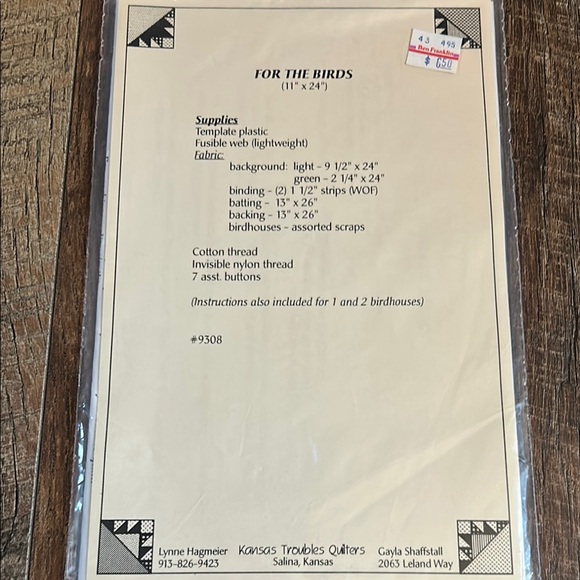 43 495
Ben Franklin
$ 6.50
FOR THE BIRDS
(11" x 24")
Supplies
Template plastic
Fusible web (lightweight)
Fabric
background: light - 9 1/2" x 24"
green - 2 1/4" x 24"
binding - (2) 1 1/2" strips (WOF)
batting - 13" x 26"
backing - 13" x 26"
birdhouses - assorted scraps
Cotton thread
Invisible nylon thread
7 asst. buttons
(Instructions also included for 1 and 2 birdhouses)
#9308
Lynne Hagmeier Kansas Troubles Quilters Gayla Shaffstall
913-826-9423 Salina, Kansas 2063 Leland Way